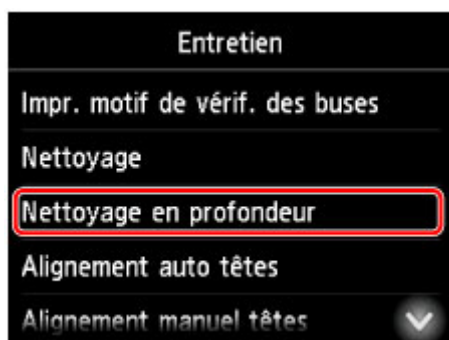 Entretien
Impr. motif de vérif. des buses
Nettoyage
Nettoyage en profondeur
Alignement auto têtes
Alignement manuel têtes